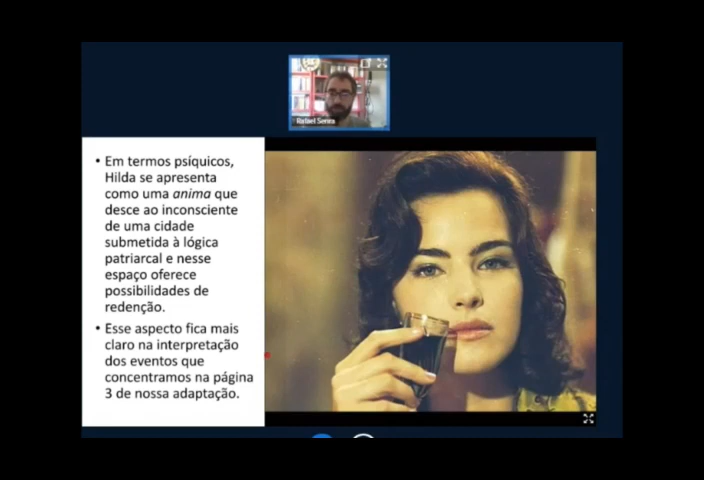 Rafael Senra
• Em termos psíquicos,
Hilda se apresenta
como uma anima que
desce ao inconsciente
de uma cidade
submetida à lógica
patriarcal e nesse
espaço oferece
possibilidades de
redenção.
• Esse aspecto fica mais
claro na interpretação
dos eventos que
concentramos na página
3 de nossa adaptação.